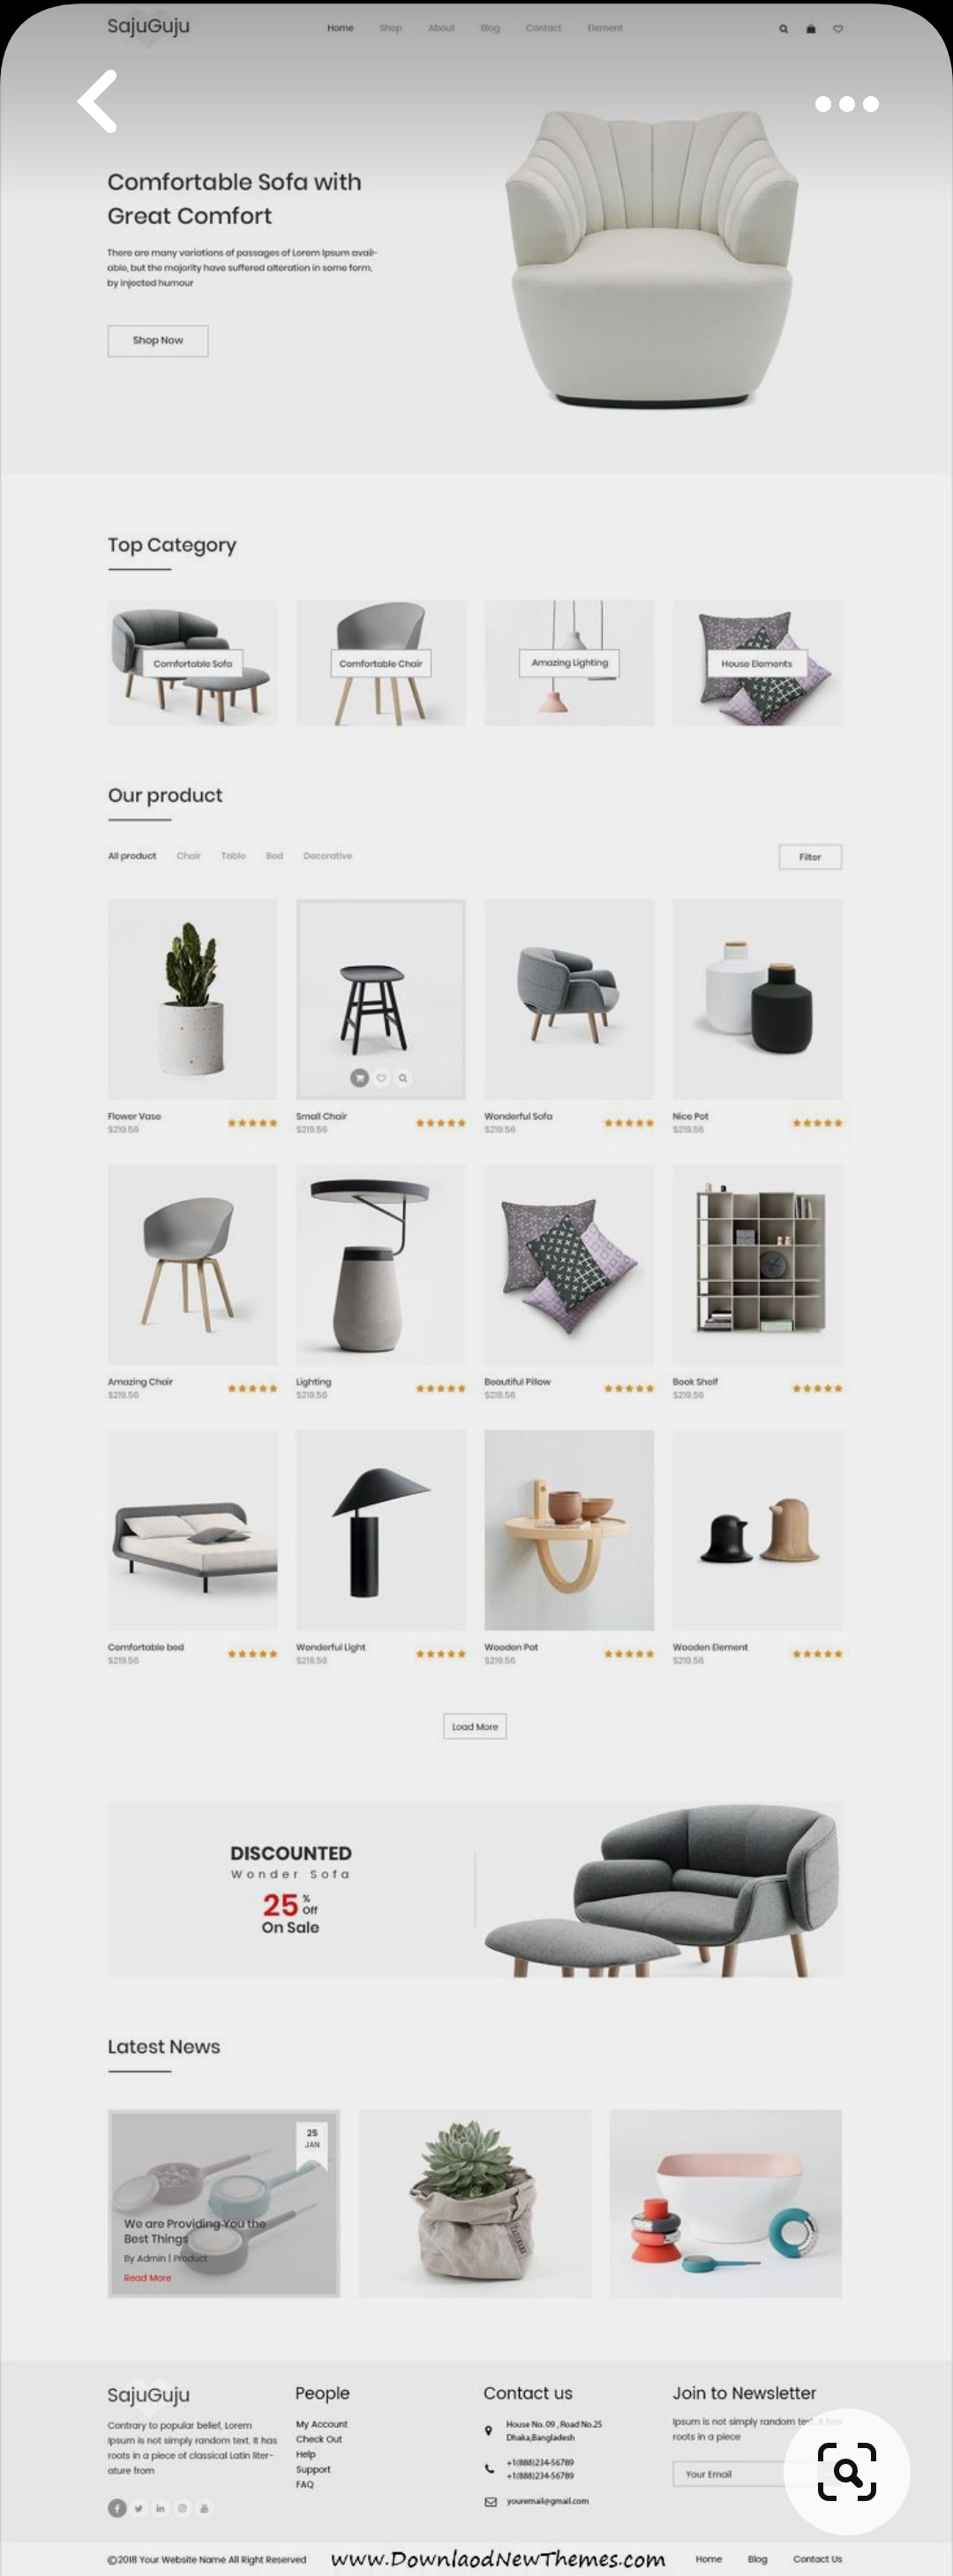 SajuGuju
Home Shop About Blog Contact Element
Comfortable Sofa with
Great Comfort
There are many variations of passages of Lorem Ipsum avail-
able, but the majority have suffered alteration in some form,
by injected humour
Shop Now
Top Category
Comfortable Sofa
Comfortable Chair
Amazing Lighting
House Elements
Our product
All product Chair Table Bed Decorative
Filter
Flower Vase
$219.56
Small Chair
$219.56
Wonderful Sofa
$219.56
Nice Pot
$219.56
Amazing Chair
$219.56
Lighting
$219.56
Beautiful Pillow
$219.56
Book Shelf
$219.56
Comfortable bed
$219.56
Wonderful Light
$219.56
Wooden Pot
$219.56
Wooden Element
$219.56
Load More
DISCOUNTED
Wonder Sofa
25 % Off
On Sale
Latest News
25
JAN
We are Providing You the
Best Things
By Admin | Product
Read More
SajuGuju
Contrary to popular belief, Lorem
Ipsum is not simply random text. It has
roots in a piece of classical Latin liter-
ature from
People
My Account
Check Out
Help
Support
FAQ
Contact us
House No. 09, Road No.25
Dhaka,Bangladesh
+1(888)234-56789
+1(888)234-56789
youremail@gmail.com
Join to Newsletter
Ipsum is not simply random text. It has
roots in a piece
Your Email
©2018 Your Website Name All Right Reserved
www.DownlaodNewThemes.com
Home Blog Contact Us